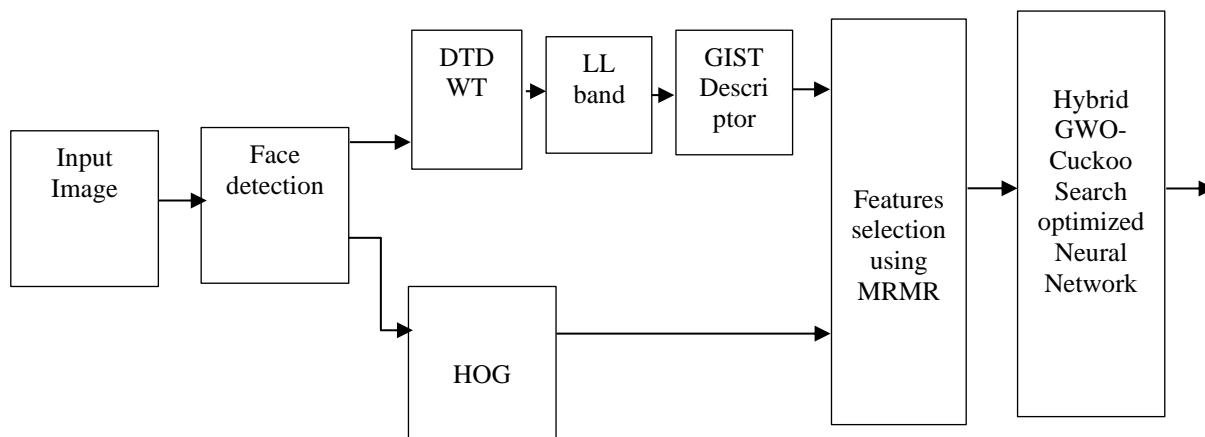 Input
Image
Face
detection
DTD
WT
LL
band
GIST
Descri
ptor
HOG
Features
selection
using
MRMR
Hybrid
GWO-
Cuckoo
Search
optimized
Neural
Network